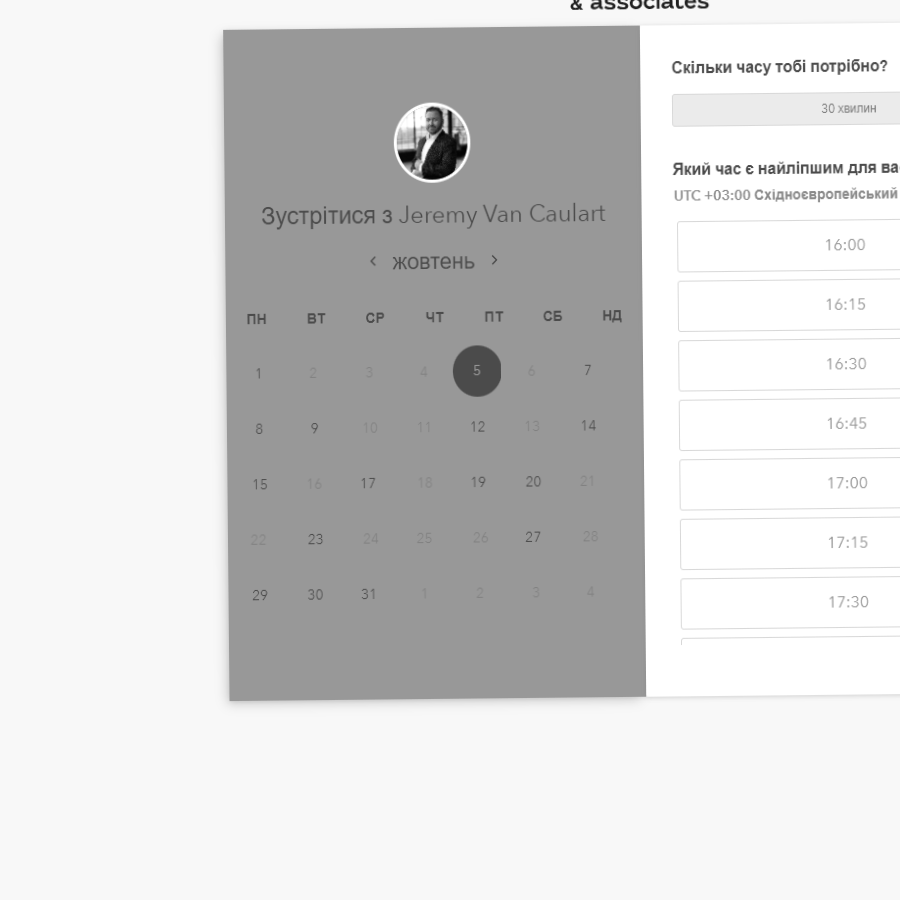 & associates
Зустрітися з Jeremy Van Caulart
‹ жовтень ›
ПН ВТ СР ЧТ ПТ СБ НД
1 2 3 4 5 6 7
8 9 10 11 12 13 14
15 16 17 18 19 20 21
22 23 24 25 26 27 28
29 30 31 1 2 3 4
Скільки часу тобі потрібно?
30 хвилин
Який час є найліпшим для ва
UTC +03:00 Східноєвропейський
16:00
16:15
16:30
16:45
17:00
17:15
17:30